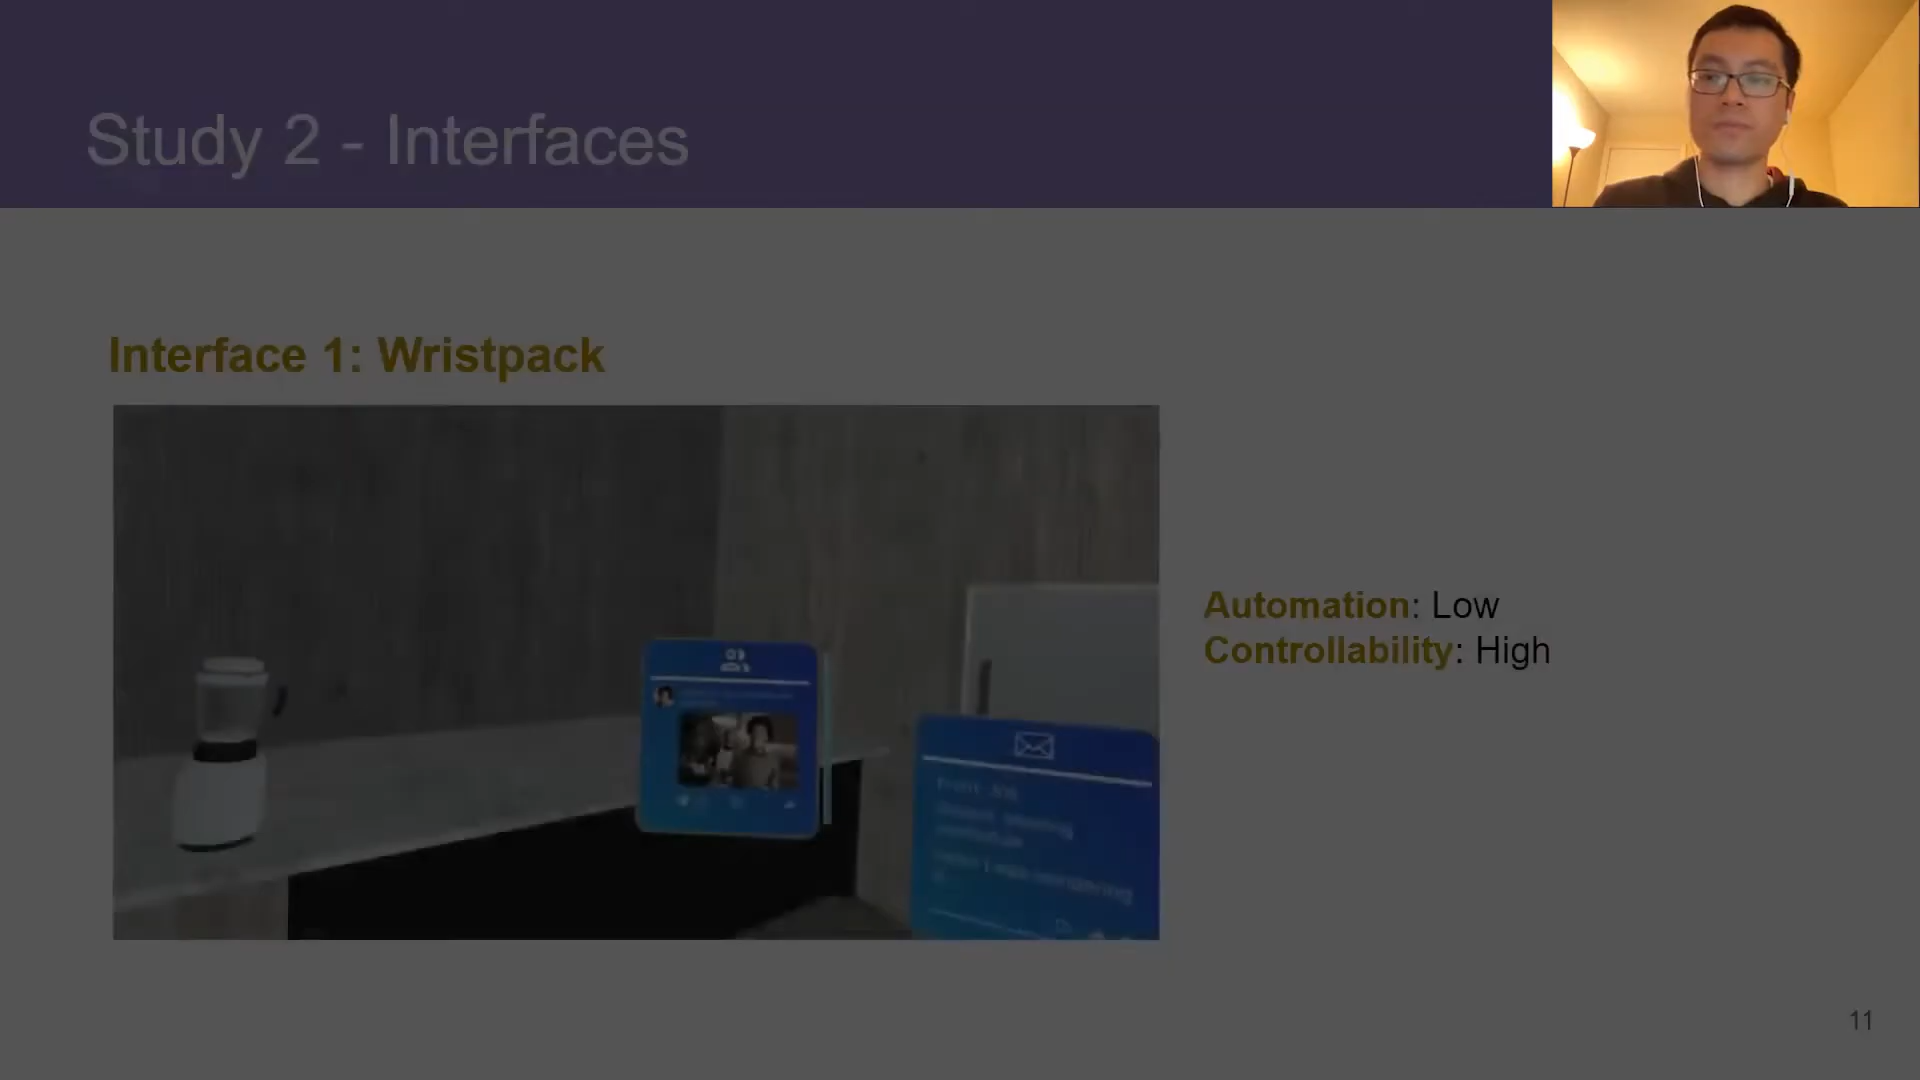 Study 2 - Interfaces
Interface 1: Wristpack
Automation: Low
Controllability: High
11